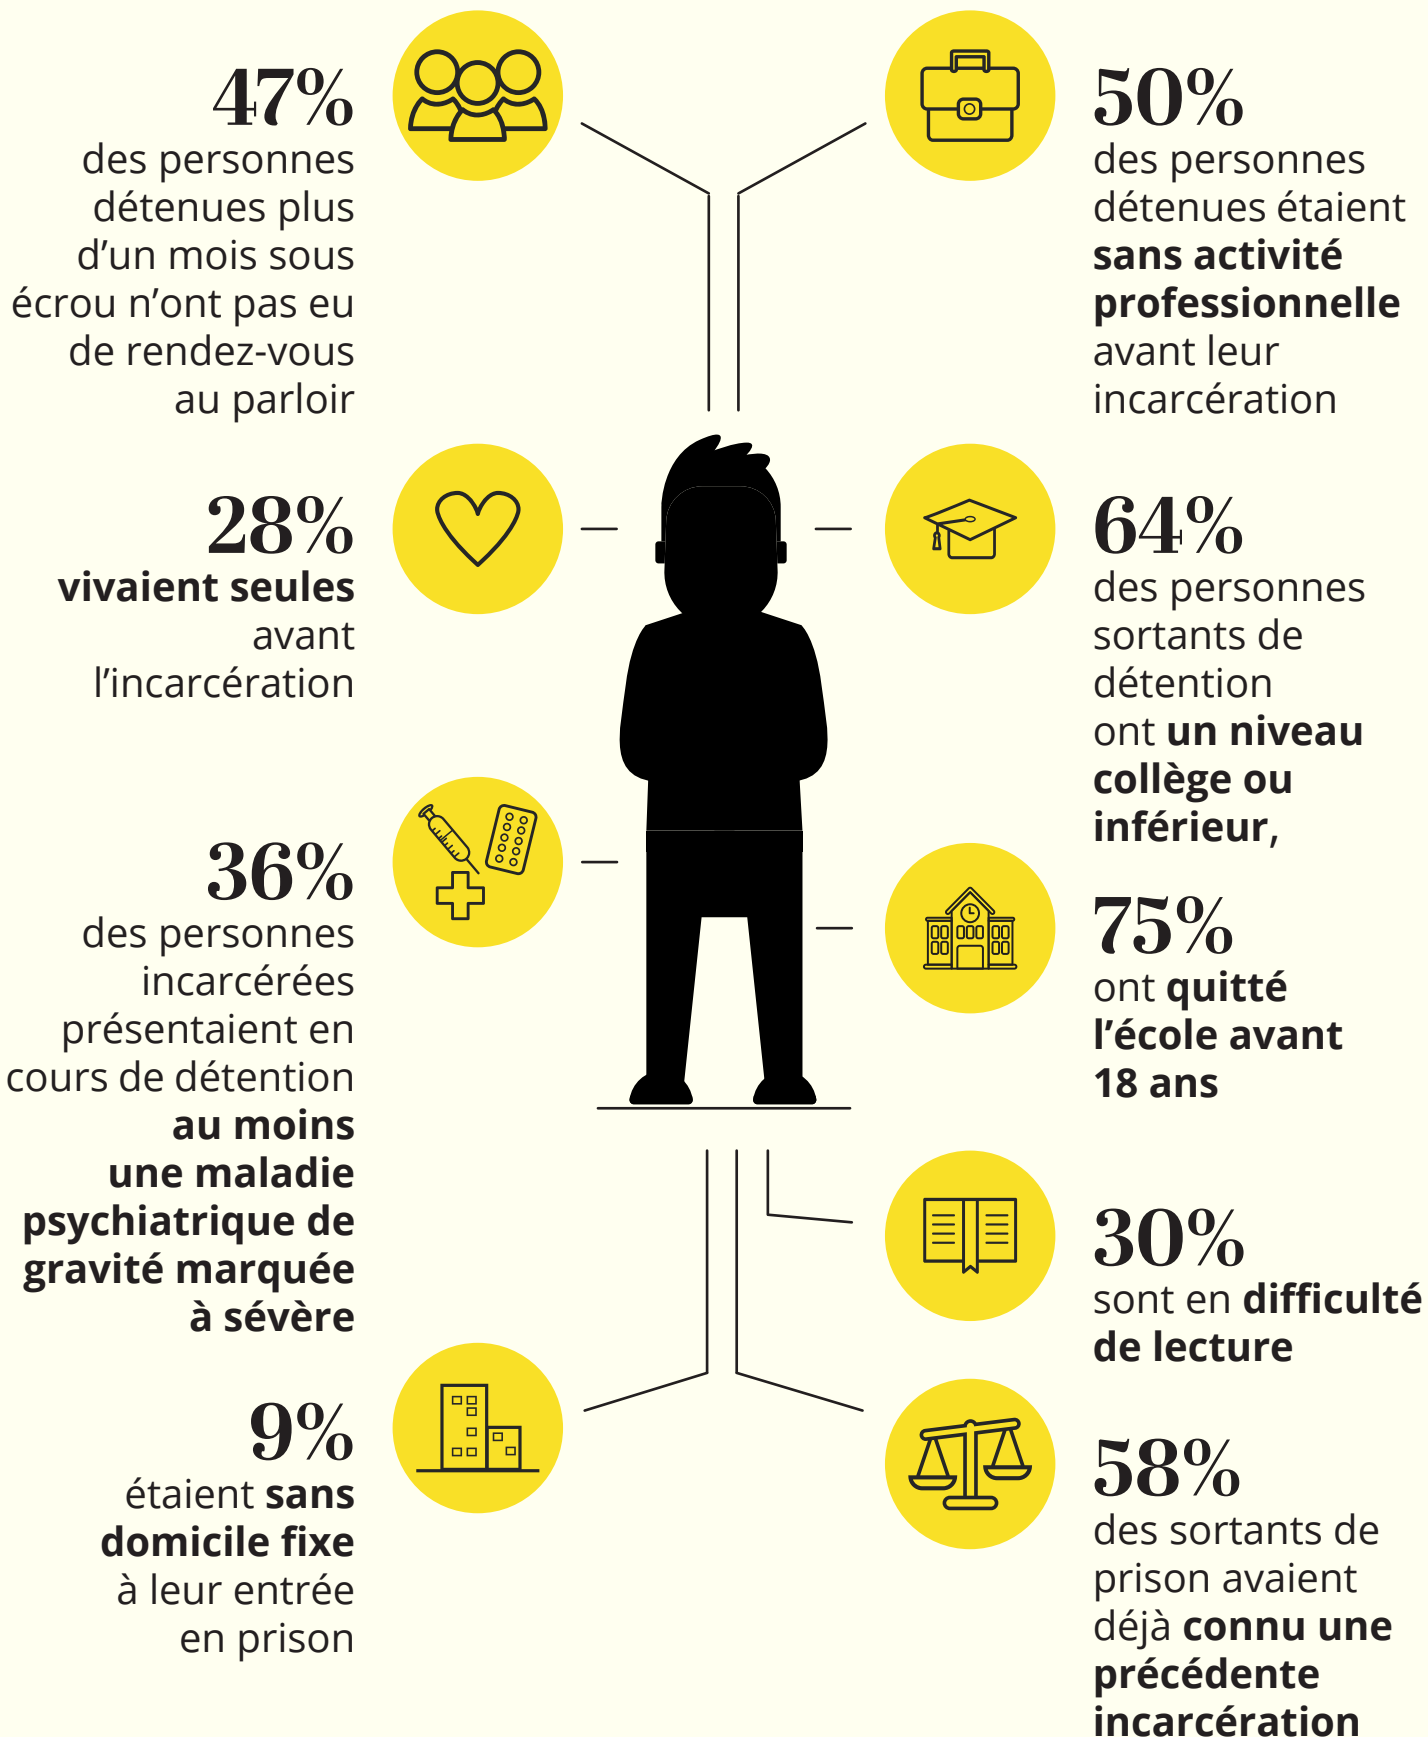 47%
des personnes
détenues plus
d’un mois sous
écrou n’ont pas eu
de rendez-vous
au parloir
28%
vivaient seules
avant
l’incarcération
36%
des personnes
incarcérées
présentaient en
cours de détention
au moins
une maladie
psychiatrique de
gravité marquée
à sévère
9%
étaient sans
domicile fixe
à leur entrée
en prison
50%
des personnes
détenues étaient
sans activité
professionnelle
avant leur
incarcération
64%
des personnes
sortants de
détention
ont un niveau
collège ou
inférieur,
75%
ont quitté
l’école avant
18 ans
30%
sont en difficulté
de lecture
58%
des sortants de
prison avaient
déjà connu une
précédente
incarcération